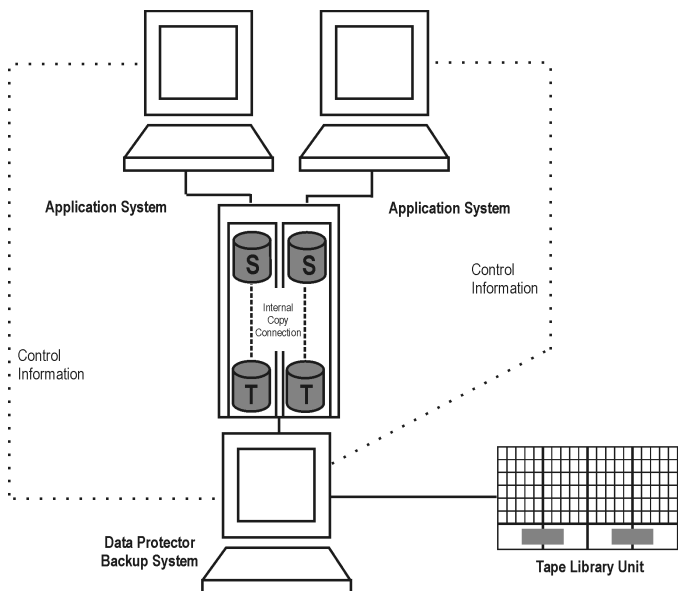 Application System
Application System
S
S
Internal
Copy
Connection
Control
Information
Control
Information
T
T
Data Protector
Backup System
Tape Library Unit